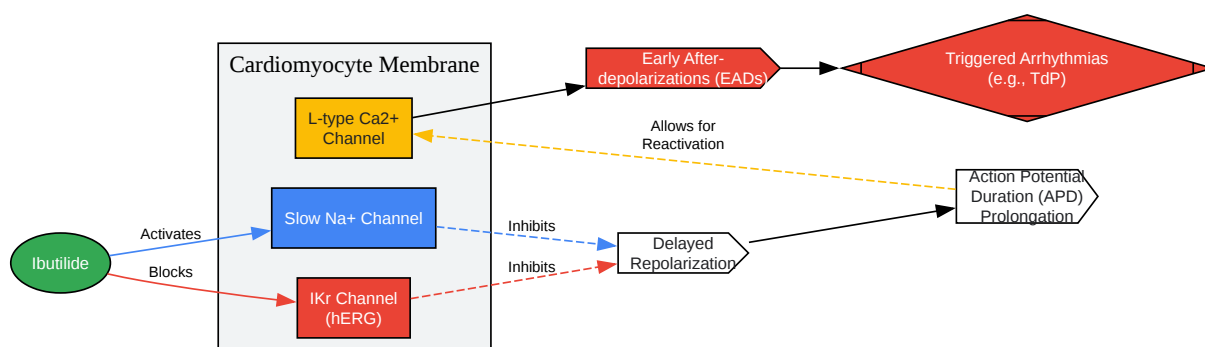 Cardiomyocyte Membrane
L-type Ca2+
Channel
Slow Na+ Channel
IKr Channel
(hERG)
Ibutilide
Activates
Blocks
Inhibits
Inhibits
Delayed
Repolarization
Action Potential
Duration (APD)
Prolongation
Allows for
Reactivation
Early After-
depolarizations (EADs)
Triggered Arrhythmias
(e.g., TdP)